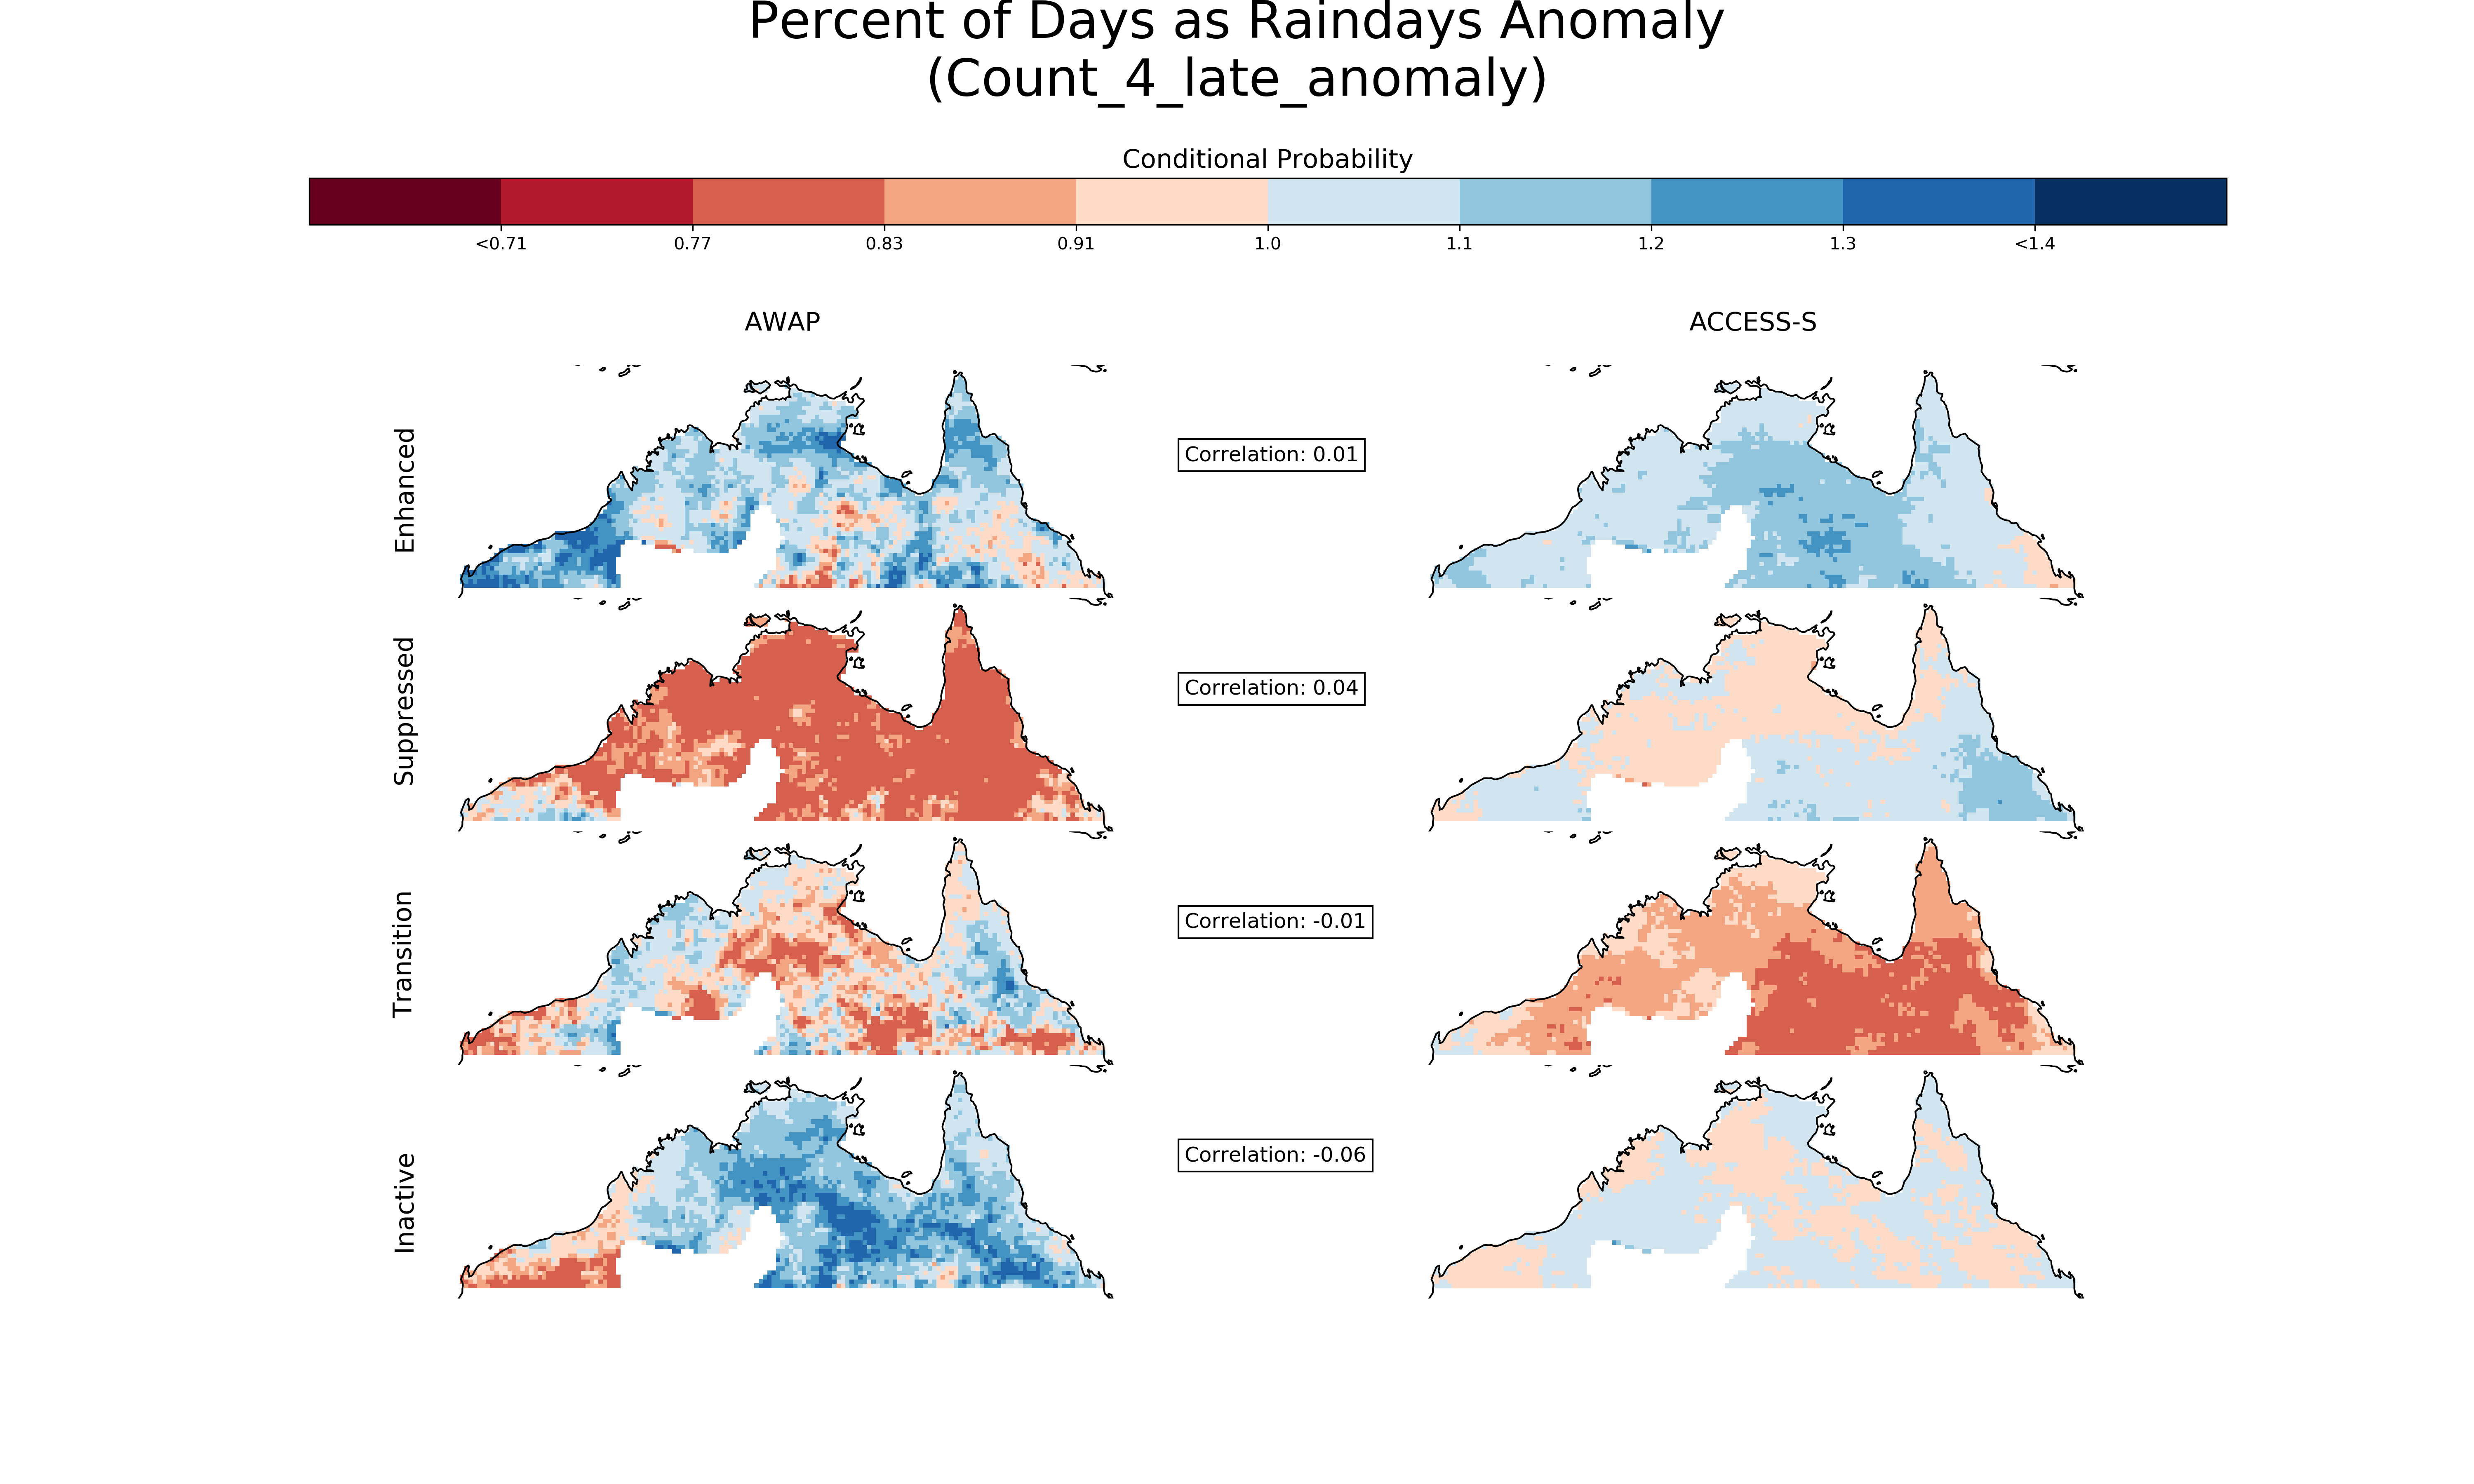 Percent of Days as Raindays Anomaly
(Count_4_late_anomaly)
Conditional Probability
<0.71 0.77 0.83 0.91 1.0 1.1 1.2 1.3 <1.4
AWAP ACCESS-S
Enhanced
Correlation: 0.01
Suppressed
Correlation: 0.04
Transition
Correlation: -0.01
Inactive
Correlation: -0.06